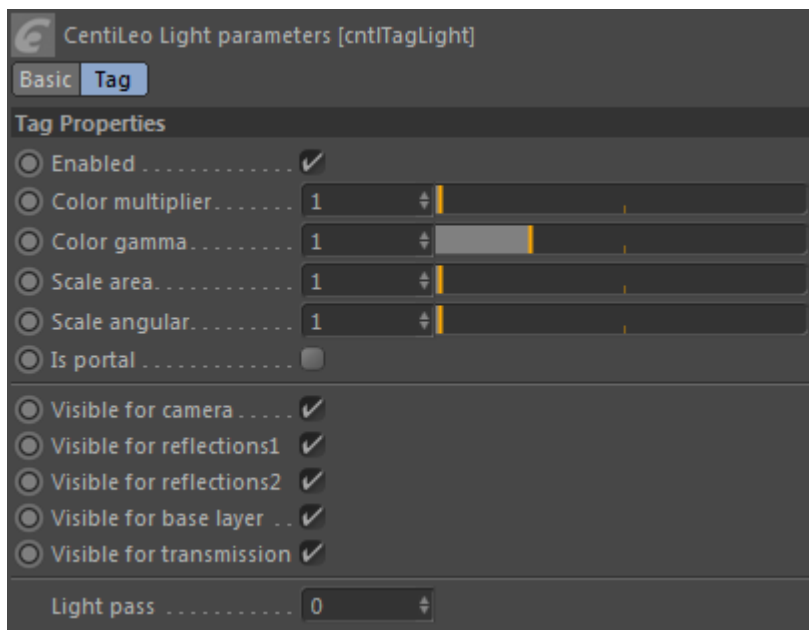 CentiLeo Light parameters [cntlTagLight]
Basic Tag
Tag Properties
Enabled . . . . . . . . . . . . .
Color multiplier. . . . . . . 1
Color gamma. . . . . . . . . 1
Scale area. . . . . . . . . . . . 1
Scale angular. . . . . . . . . 1
Is portal . . . . . . . . . . . . .
Visible for camera . . . . .
Visible for reflections1
Visible for reflections2
Visible for base layer . .
Visible for transmission
Light pass . . . . . . . . . . . 0